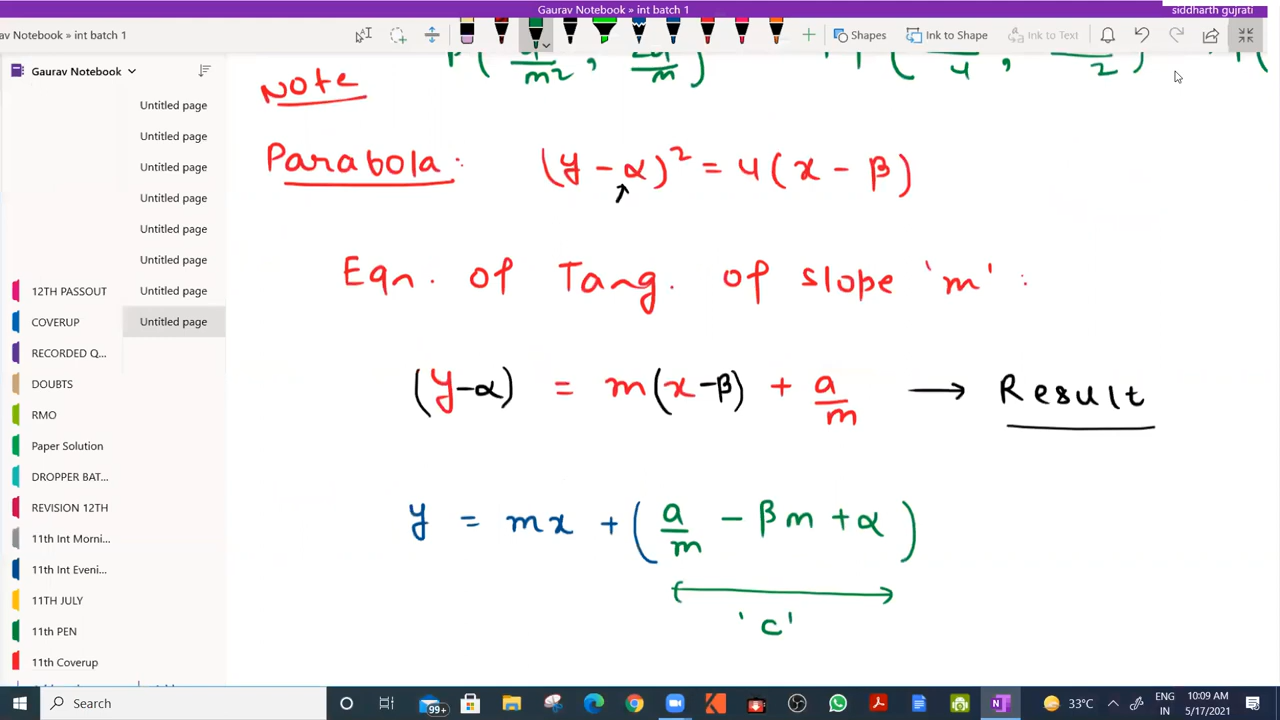 Gaurav Notebook » int batch 1
siddharth gujrati
av Notebook » int batch 1
Shapes
Ink to Shape
Ink to Text
Gaurav Notebook
Untitled page
Untitled page
Untitled page
Untitled page
Untitled page
Untitled page
Untitled page
Untitled page
12TH PASSOUT
COVERUP
RECORDED Q...
DOUBTS
RMO
Paper Solution
DROPPER BAT...
REVISION 12TH
11th Int Morni...
11th Int Eveni...
11TH JULY
11th PEN
11th Coverup
Note
Parabola: (y-α)² = 4(x-β)
Eqn. of Tang. of slope 'm':
(y-α) = m(x-β) + a/m → Result
y = mx + (a/m - βm + α)
'c'
Search
99+
33°C
ENG
IN
10:09 AM
5/17/2021